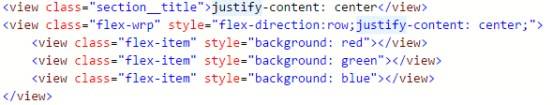 <view class="section__title">justify-content: center</view>
<view class="flex-wrp" style="flex-direction:row;justify-content: center;">
    <view class="flex-item" style="background: red"></view>
    <view class="flex-item" style="background: green"></view>
    <view class="flex-item" style="background: blue"></view>
</view>